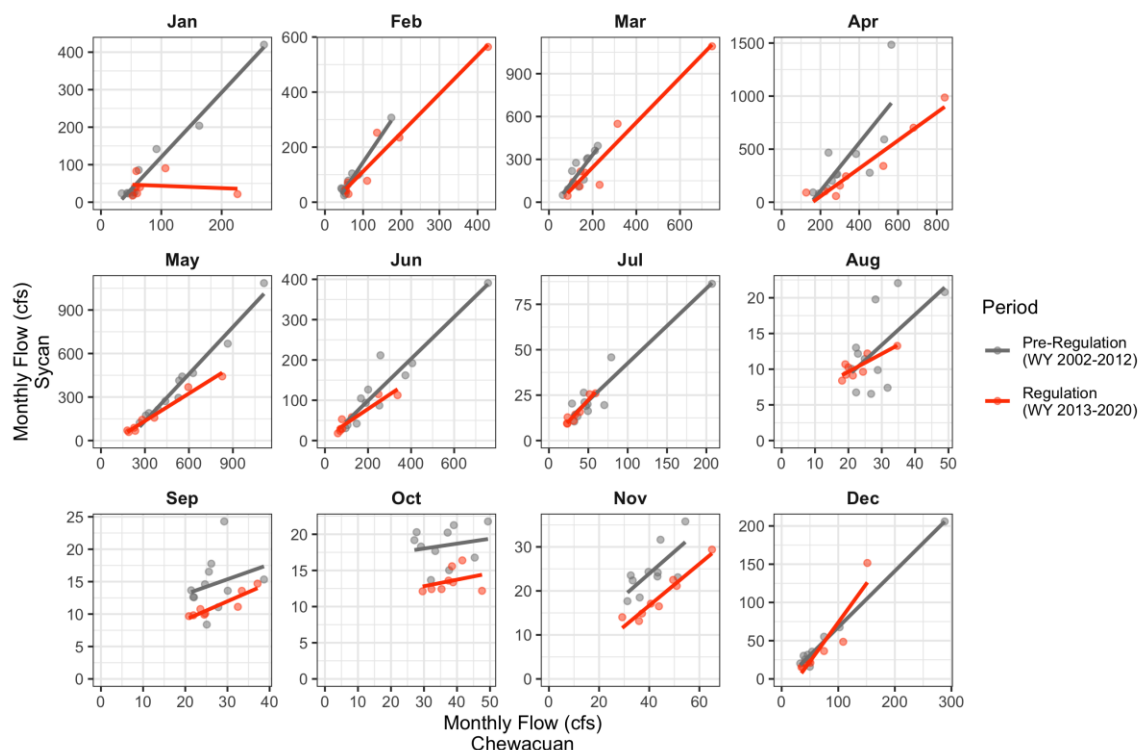 Jan Feb Mar Apr
400 300 200 100 0
0 100 200
600 400 200 0
0 100 200 300 400
900 600 300 0
0 200 400 600
1500 1000 500 0
0 200 400 600 800
May Jun Jul Aug
900 600 300 0
300 600 900
400 300 200 100 0
0 200 400 600
75 50 25 0
0 50 100 150 200
20 15 10 5 0
0 10 20 30 40 50
Sep Oct Nov Dec
25 20 15 10 5 0
0 10 20 30 40
20 15 10 5 0
0 10 20 30 40 50
30 20 10 0
0 20 40 60
200 150 100 50 0
0 100 200 300
Monthly Flow (cfs)
Sycan
Monthly Flow (cfs)
Chewacuan
Period
Pre-Regulation
(WY 2002-2012)
Regulation
(WY 2013-2020)